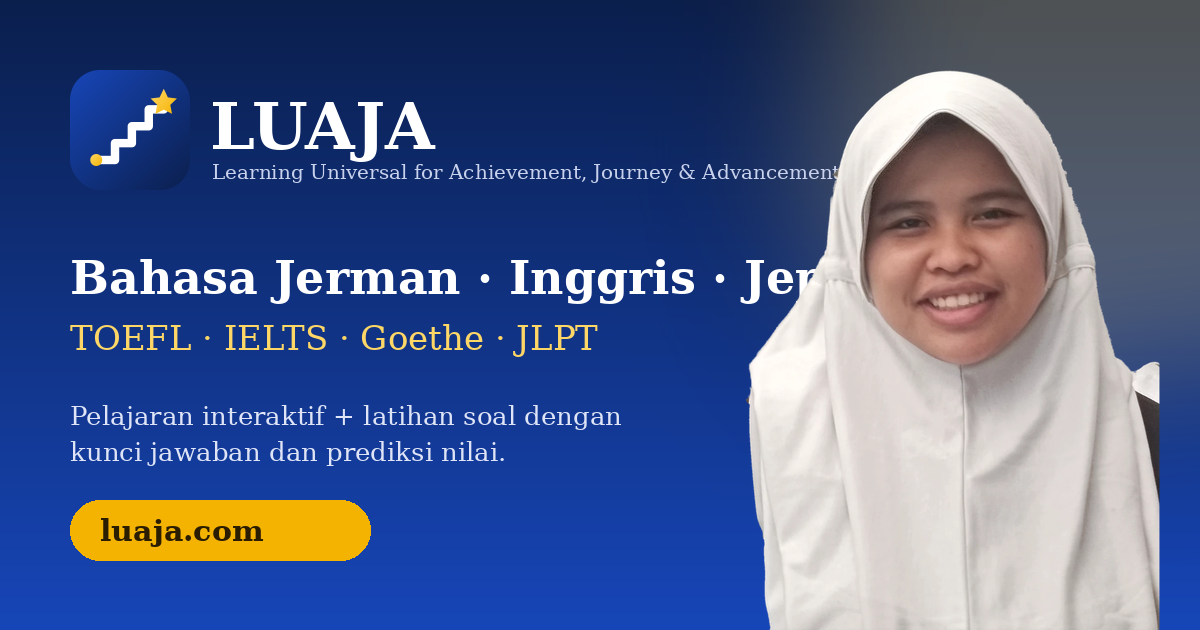 LUAJA
Learning Universal for Achievement, Journey & Advancement
Bahasa Jerman · Inggris ·
TOEFL · IELTS · Goethe · JLPT
Pelajaran interaktif + latihan soal dengan
kunci jawaban dan prediksi nilai.
luaja.com